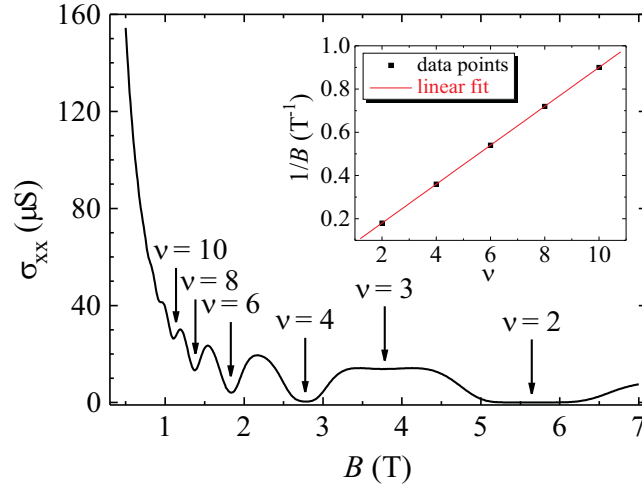 160
120
80
40
0
σxx (μS)
1
2
3
4
5
6
7
B (T)
ν = 10
ν = 8
ν = 6
ν = 4
ν = 3
ν = 2
data points
linear fit
1.0
0.8
0.6
0.4
0.2
1/B (T⁻¹)
2
4
6
8
10
ν